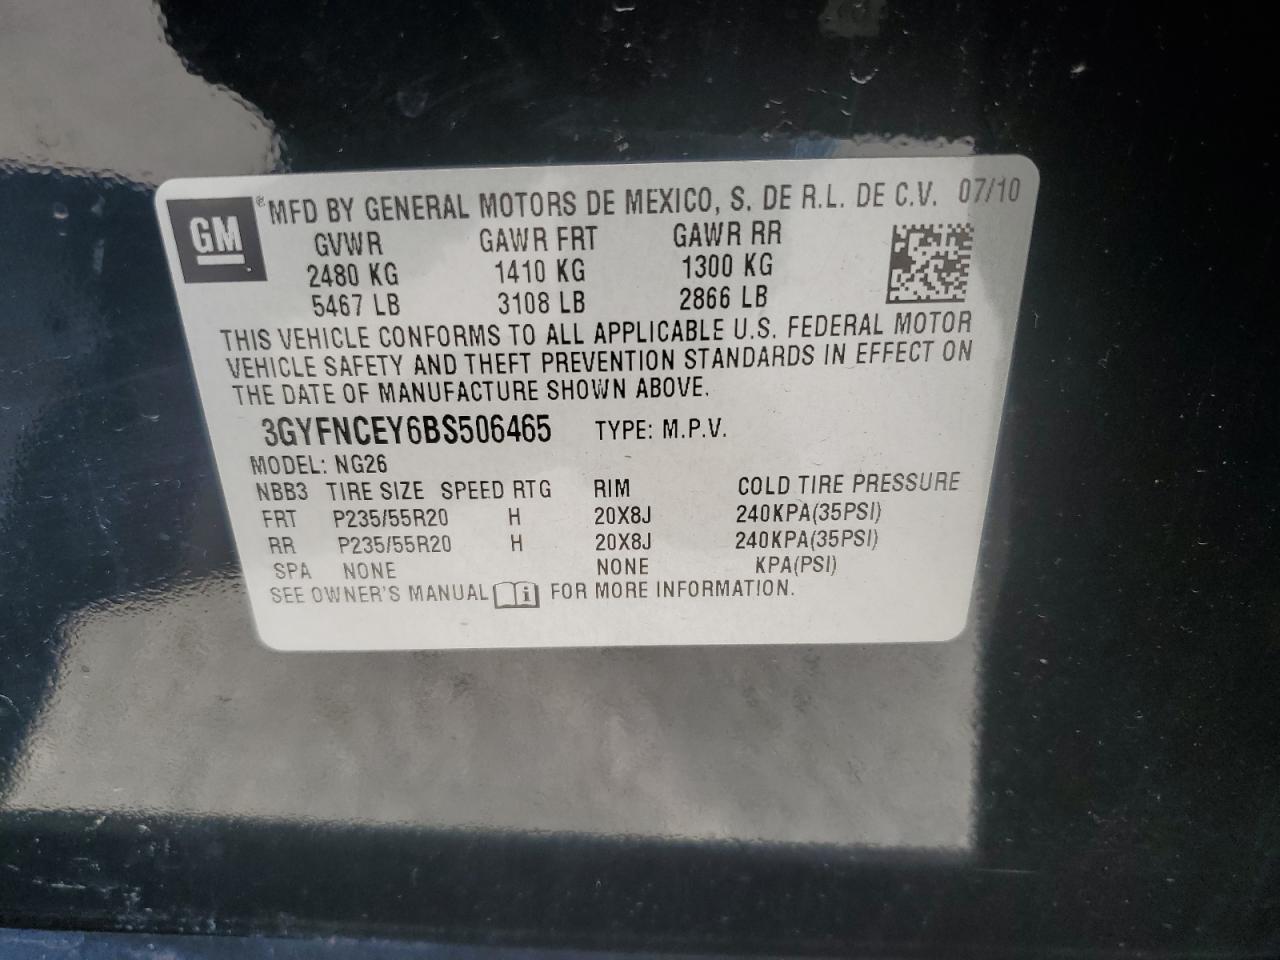 GM
® MFD BY GENERAL MOTORS DE MEXICO, S. DE R.L. DE C.V. 07/10
GVWR GAWR FRT GAWR RR
2480 KG 1410 KG 1300 KG
5467 LB 3108 LB 2866 LB
THIS VEHICLE CONFORMS TO ALL APPLICABLE U.S. FEDERAL MOTOR
VEHICLE SAFETY AND THEFT PREVENTION STANDARDS IN EFFECT ON
THE DATE OF MANUFACTURE SHOWN ABOVE.
3GYFNCEY6BS506465 TYPE: M.P.V.
MODEL: NG26
NBB3 TIRE SIZE SPEED RTG RIM COLD TIRE PRESSURE
FRT P235/55R20 H 20X8J 240KPA(35PSI)
RR P235/55R20 H 20X8J 240KPA(35PSI)
SPA NONE NONE KPA(PSI)
SEE OWNER'S MANUAL i FOR MORE INFORMATION.